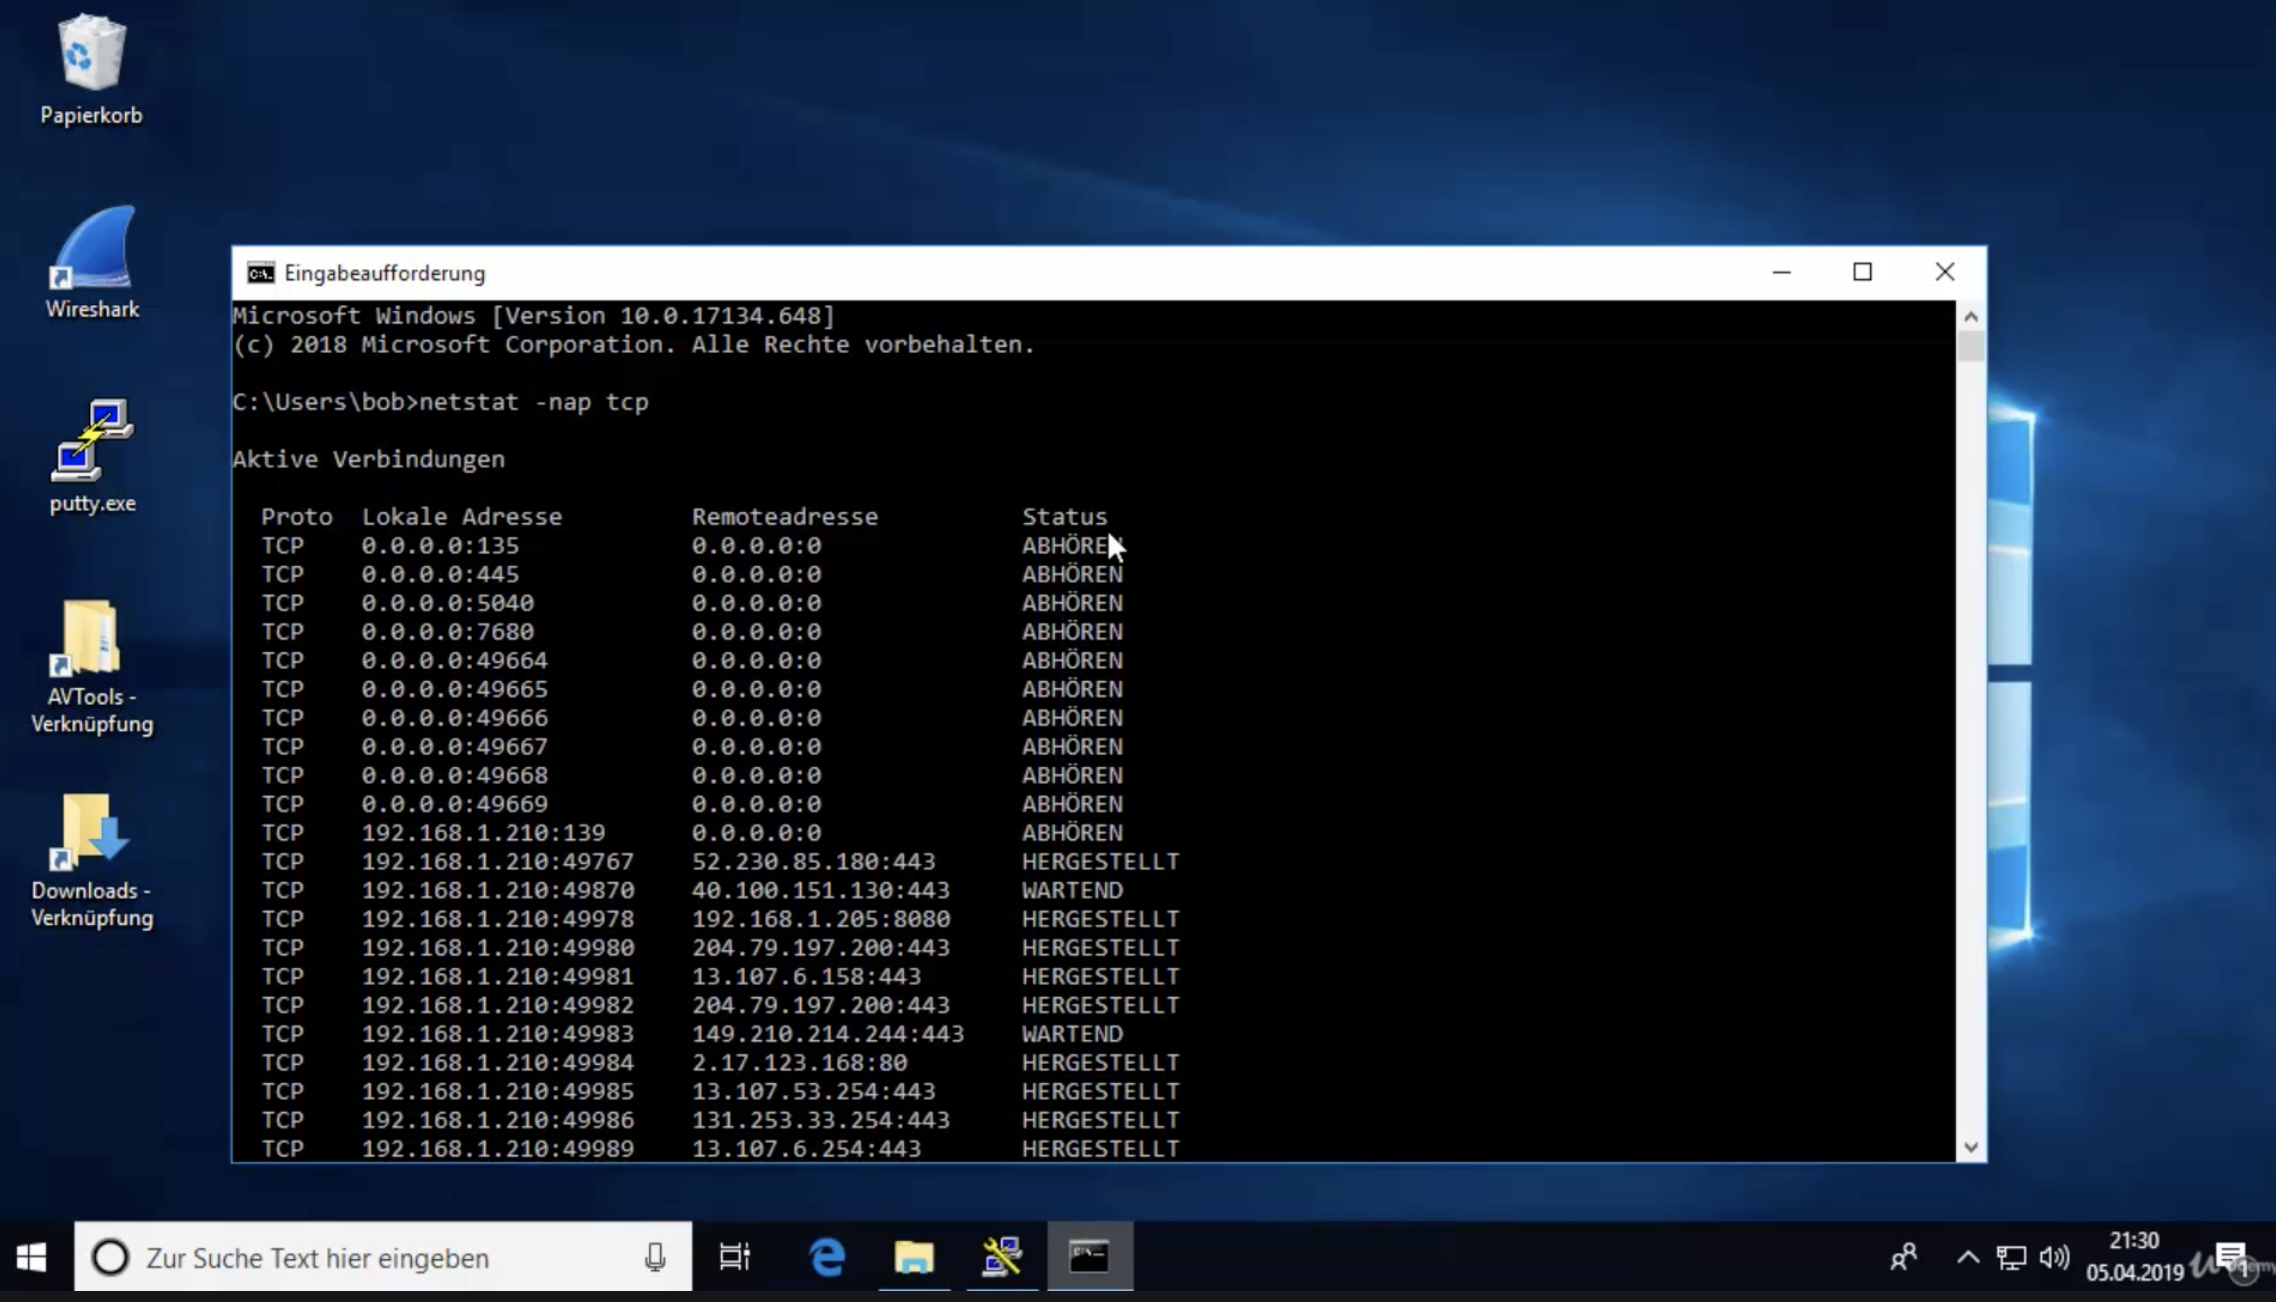 Papierkorb
Wireshark
putty.exe
AVTools -
Verknüpfung
Downloads -
Verknüpfung
Eingabeaufforderung
Microsoft Windows [Version 10.0.17134.648]
(c) 2018 Microsoft Corporation. Alle Rechte vorbehalten.
C:\Users\bob>netstat -nap tcp
Aktive Verbindungen
Proto Lokale Adresse Remoteadresse Status
TCP 0.0.0.0:135 0.0.0.0:0 ABHÖREN
TCP 0.0.0.0:445 0.0.0.0:0 ABHÖREN
TCP 0.0.0.0:5040 0.0.0.0:0 ABHÖREN
TCP 0.0.0.0:7680 0.0.0.0:0 ABHÖREN
TCP 0.0.0.0:49664 0.0.0.0:0 ABHÖREN
TCP 0.0.0.0:49665 0.0.0.0:0 ABHÖREN
TCP 0.0.0.0:49666 0.0.0.0:0 ABHÖREN
TCP 0.0.0.0:49667 0.0.0.0:0 ABHÖREN
TCP 0.0.0.0:49668 0.0.0.0:0 ABHÖREN
TCP 0.0.0.0:49669 0.0.0.0:0 ABHÖREN
TCP 192.168.1.210:139 0.0.0.0:0 ABHÖREN
TCP 192.168.1.210:49767 52.230.85.180:443 HERGESTELLT
TCP 192.168.1.210:49870 40.100.151.130:443 WARTEND
TCP 192.168.1.210:49978 192.168.1.205:8080 HERGESTELLT
TCP 192.168.1.210:49980 204.79.197.200:443 HERGESTELLT
TCP 192.168.1.210:49981 13.107.6.158:443 HERGESTELLT
TCP 192.168.1.210:49982 204.79.197.200:443 HERGESTELLT
TCP 192.168.1.210:49983 149.210.214.244:443 WARTEND
TCP 192.168.1.210:49984 2.17.123.168:80 HERGESTELLT
TCP 192.168.1.210:49985 13.107.53.254:443 HERGESTELLT
TCP 192.168.1.210:49986 131.253.33.254:443 HERGESTELLT
TCP 192.168.1.210:49989 13.107.6.254:443 HERGESTELLT
Zur Suche Text hier eingeben
21:30
05.04.2019
1